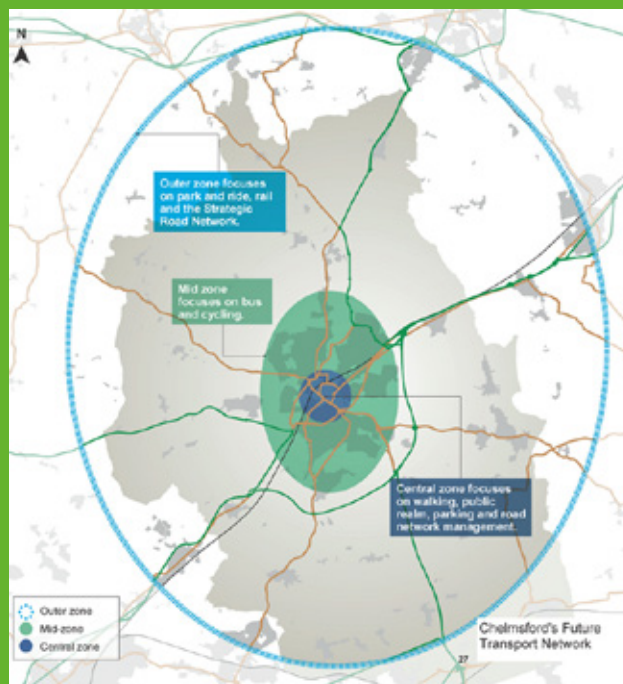 N
Outer zone focuses
on park and ride, rail
and the Strategic
Road Network.
Mid zone
focuses on bus
and cycling.
Central zone focuses
on walking, public
realm, parking and road
network management.
Outer zone
Mid-zone
Central zone
Chelmsford's Future
Transport Network
27